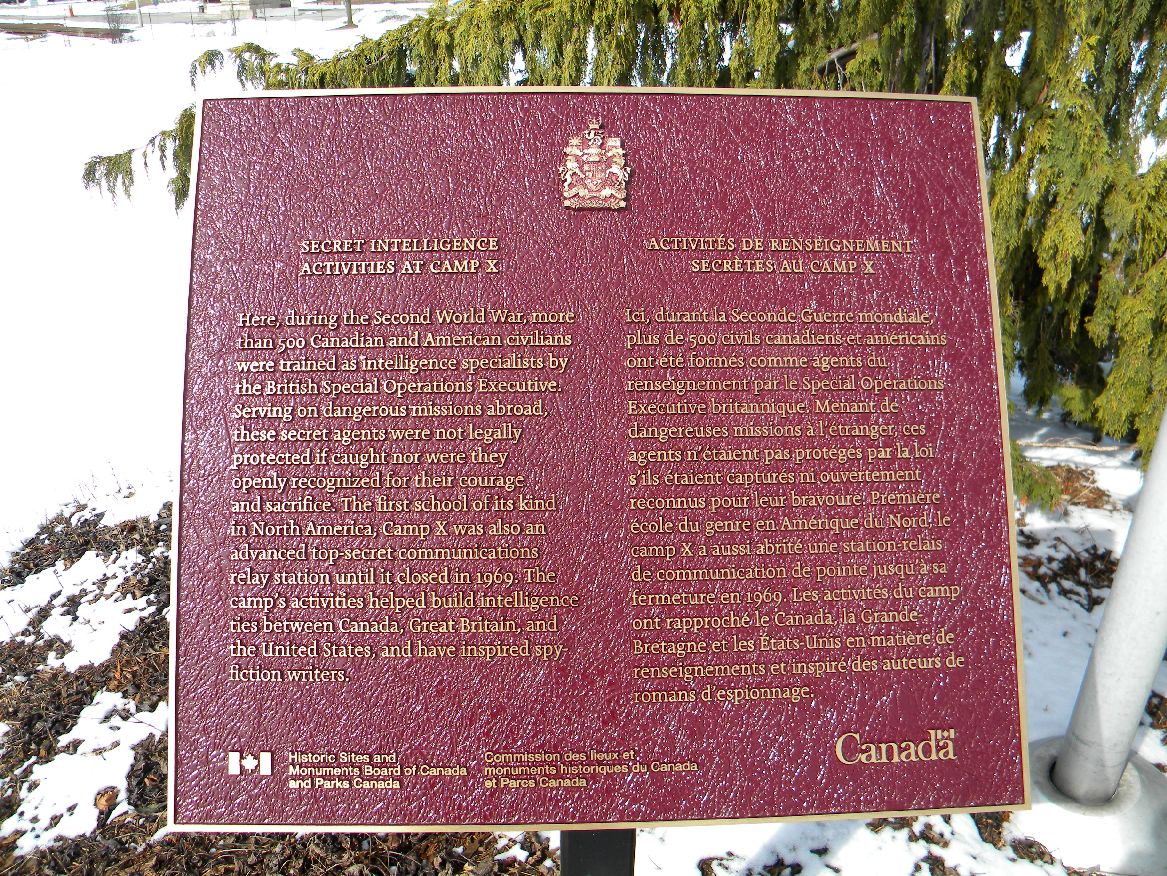 SECRET INTELLIGENCE
ACTIVITIES AT CAMP X
Here, during the Second World War, more
than 500 Canadian and American civilians
were trained as intelligence specialists by
the British Special Operations Executive.
Serving on dangerous missions abroad,
these secret agents were not legally
protected if caught nor were they
openly recognized for their courage
and sacrifice. The first school of its kind
in North America, Camp X was also an
advanced top-secret communications
relay station until it closed in 1969. The
camp's activities helped build intelligence
ties between Canada, Great Britain, and
the United States, and have inspired spy-
fiction writers.
ACTIVITÉS DE RENSEIGNEMENT
SECRÈTES AU CAMP X
Ici, durant la Seconde Guerre mondiale,
plus de 500 civils canadiens et américains
ont été formés comme agents du
renseignement par le Special Operations
Executive britannique. Menant de
dangereuses missions à l'étranger, ces
agents n'étaient pas protégés par la loi
s'ils étaient capturés ni ouvertement
reconnus pour leur bravoure. Première
école du genre en Amérique du Nord, le
camp X a aussi abrité une station-relais
de communication de pointe jusqu'à sa
fermeture en 1969. Les activités du camp
ont rapproché le Canada, la Grande-
Bretagne et les États-Unis en matière de
renseignements et inspiré des auteurs de
romans d'espionnage.
Historic Sites and
Monuments Board of Canada
and Parks Canada
Commission des lieux et
monuments historiques du Canada
et Parcs Canada
Canada